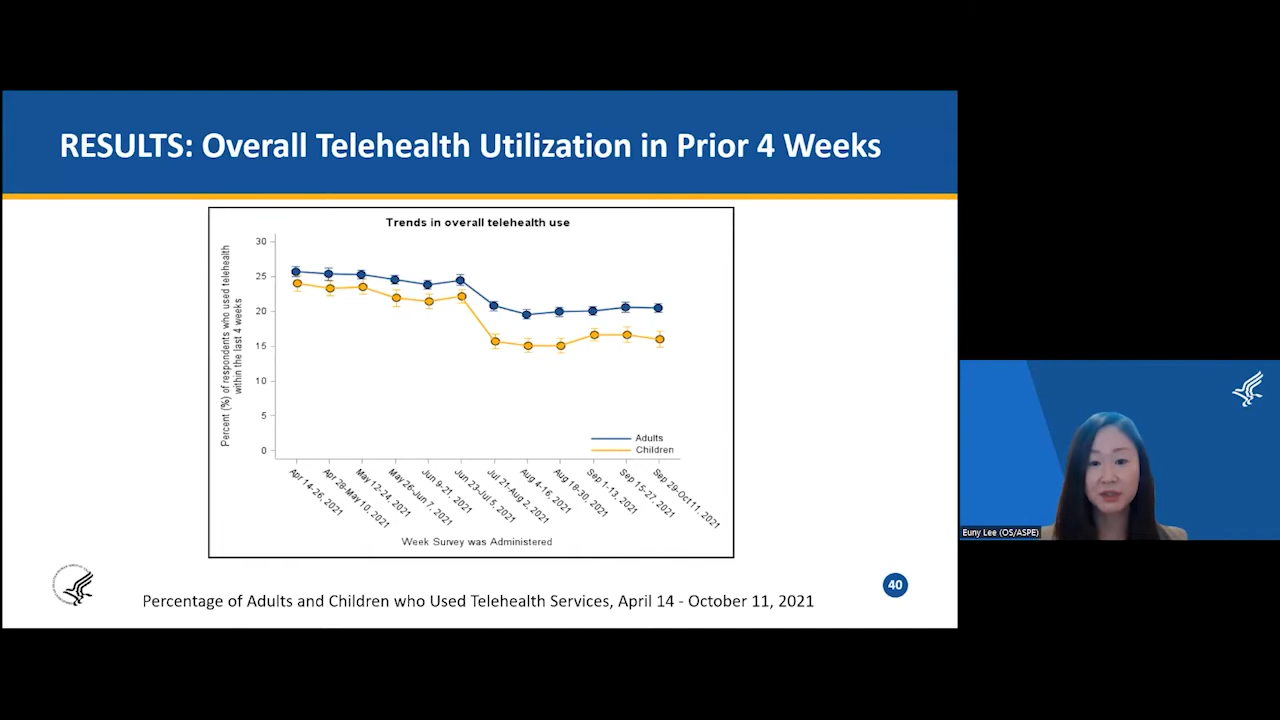 RESULTS: Overall Telehealth Utilization in Prior 4 Weeks
Trends in overall telehealth use
Percent (%) of respondents who used telehealth
within the last 4 weeks
30
25
20
15
10
5
0
Adults
Children
Apr 14-26, 2021
Apr 28-May 10, 2021
May 12-24, 2021
May 26-Jun 7, 2021
Jun 9-21, 2021
Jun 23-Jul 5, 2021
Jul 21-Aug 2, 2021
Aug 4-16, 2021
Aug 18-30, 2021
Sep 1-13, 2021
Sep 15-27, 2021
Sep 29-Oct11, 2021
Week Survey was Administered
40
Percentage of Adults and Children who Used Telehealth Services, April 14 - October 11, 2021
Euny Lee (OS/ASPE)